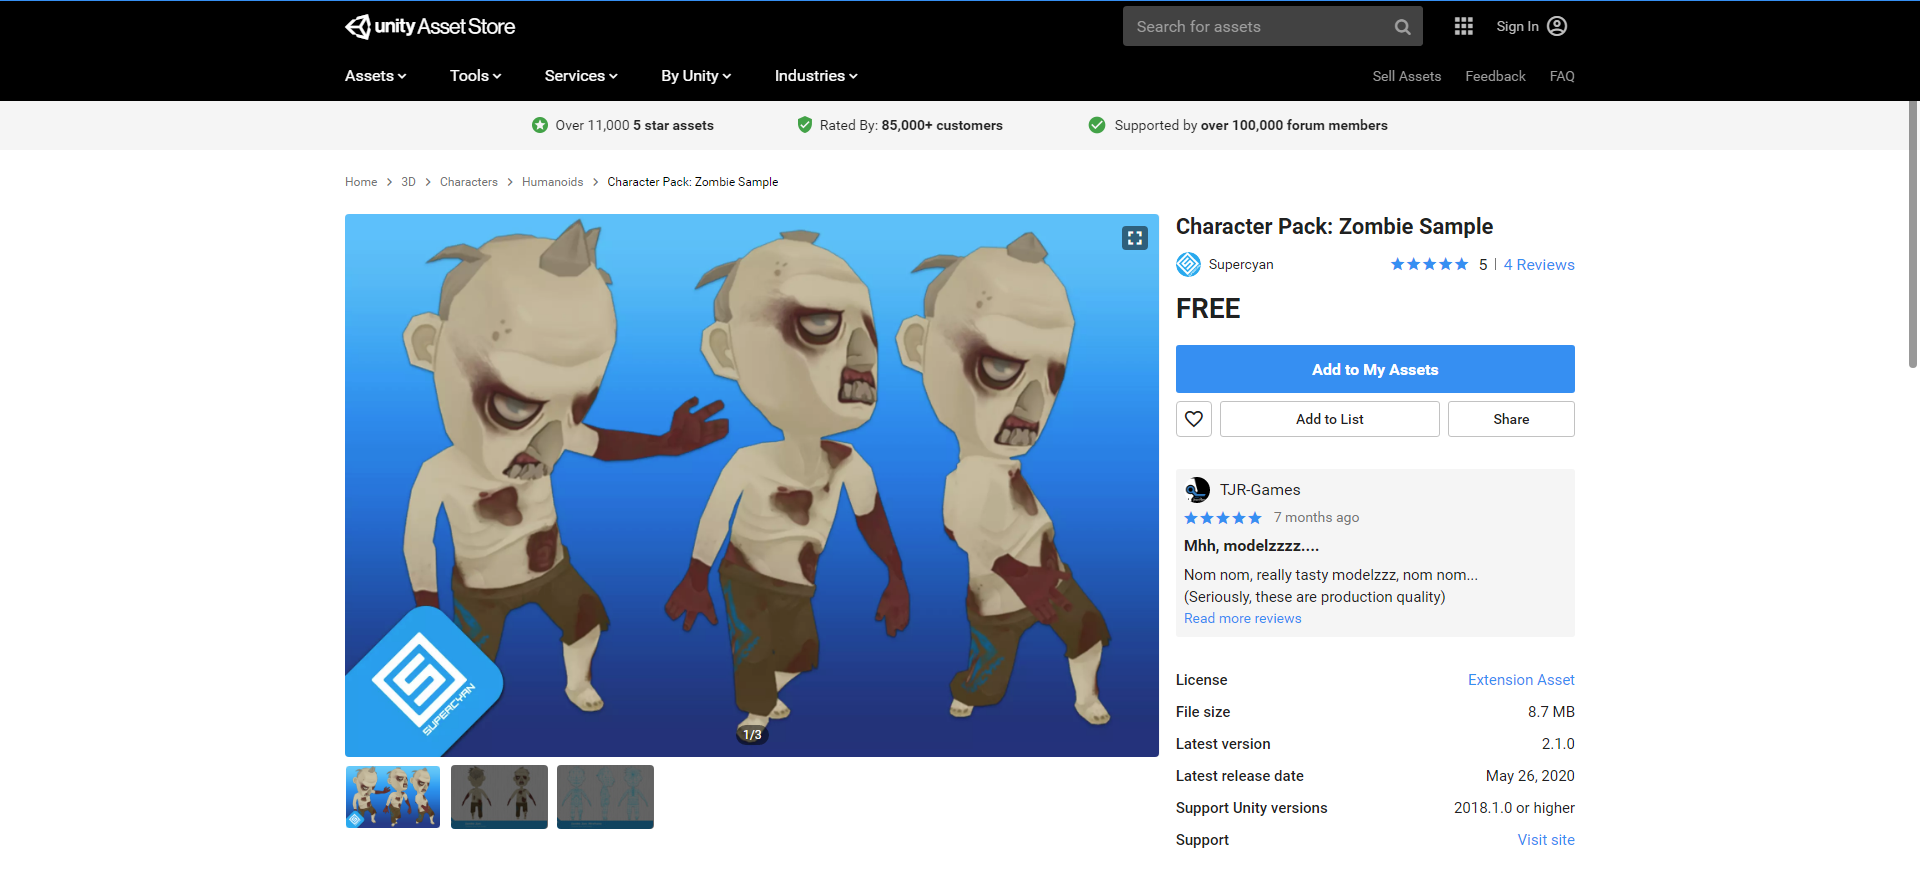 unity Asset Store
Search for assets
Sign In
Assets
Tools
Services
By Unity
Industries
Sell Assets
Feedback
FAQ
Over 11,000 5 star assets
Rated By: 85,000+ customers
Supported by over 100,000 forum members
Home > 3D > Characters > Humanoids > Character Pack: Zombie Sample
SUPERCYAN
1/3
Character Pack: Zombie Sample
Supercyan
5 | 4 Reviews
FREE
Add to My Assets
Add to List
Share
TJR-Games
7 months ago
Mhh, modelzzzz....
Nom nom, really tasty modelzzz, nom nom...
(Seriously, these are production quality)
Read more reviews
License Extension Asset
File size 8.7 MB
Latest version 2.1.0
Latest release date May 26, 2020
Support Unity versions 2018.1.0 or higher
Support Visit site